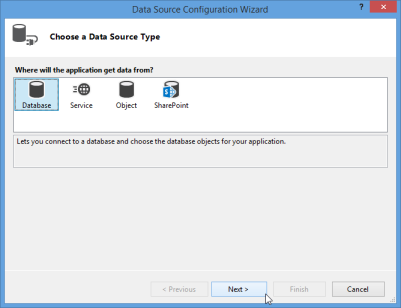 Data Source Configuration Wizard
?
Choose a Data Source Type
Where will the application get data from?
Database Service Object SharePoint
Lets you connect to a database and choose the database objects for your application.
< Previous Next > Finish Cancel